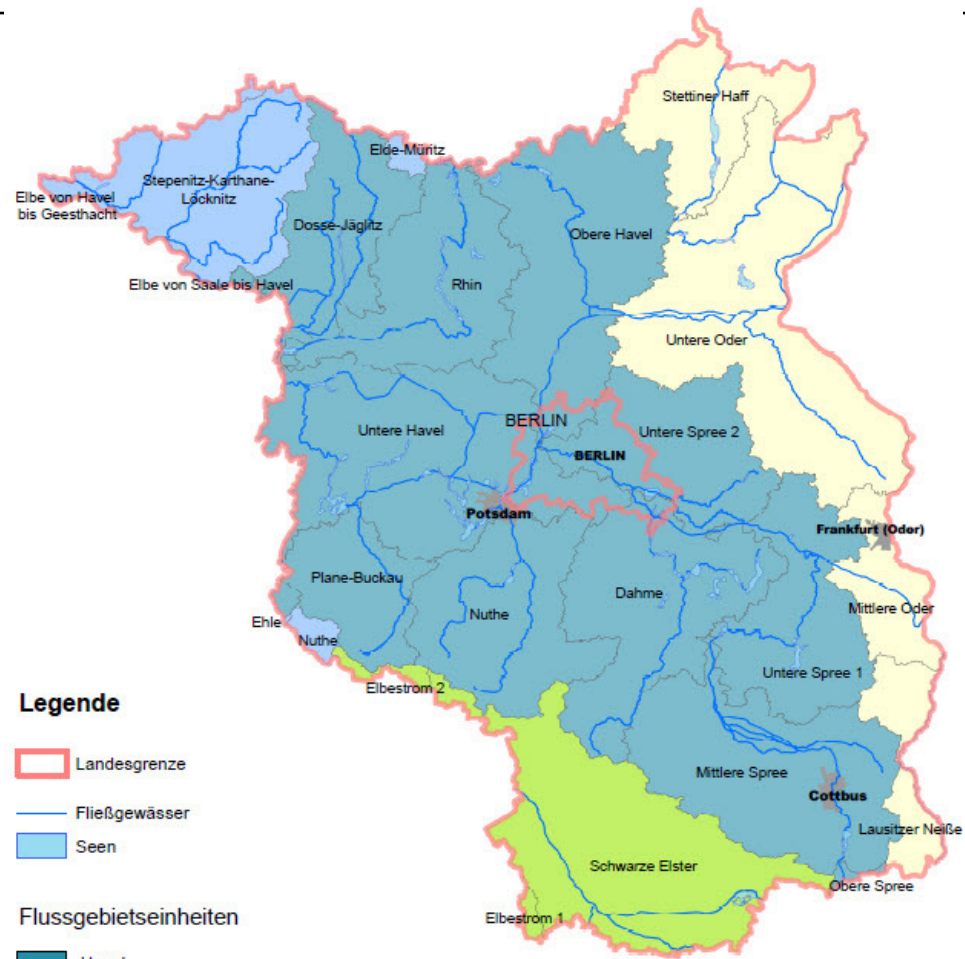 Stettiner Haff
Elde-Müritz
Stepenitz-Karthane-
Löcknitz
Elbe von Havel
bis Geesthacht
Dosse-Jäglitz
Obere Havel
Elbe von Saale bis Havel
Rhin
Untere Oder
BERLIN
Untere Havel
Untere Spree 2
BERLIN
Potsdam
Frankfurt (Oder)
Plane-Buckau
Dahme
Mittlere Oder
Ehle
Nuthe
Nuthe
Untere Spree 1
Elbestrom 2
Legende
Landesgrenze
Mittlere Spree
Cottbus
Fließgewässer
Lausitzer Neiße
Seen
Schwarze Elster
Obere Spree
Flussgebietseinheiten
Elbestrom 1